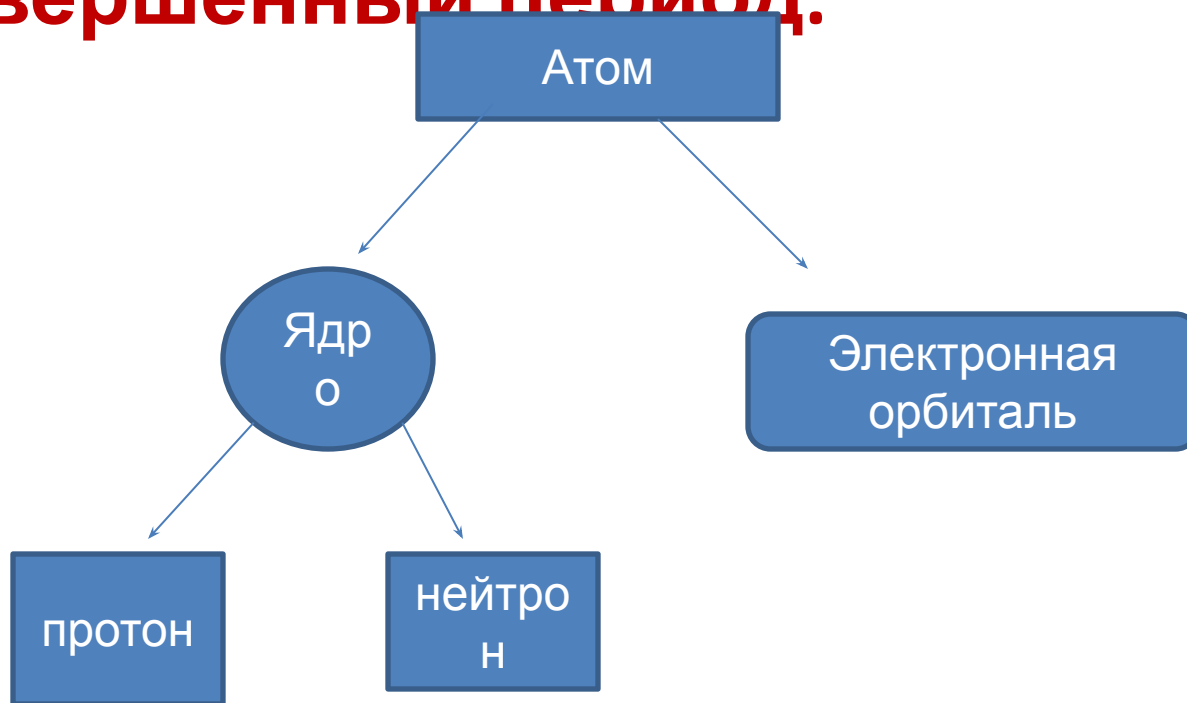 вершенный период.
Атом
Ядр
о
Электронная
орбиталь
протон
нейтро
н